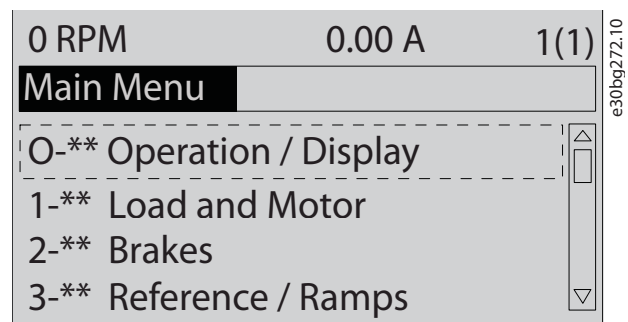 0 RPM 0.00 A 1(1)
Main Menu
O-** Operation / Display
1-** Load and Motor
2-** Brakes
3-** Reference / Ramps
e30bg272.10